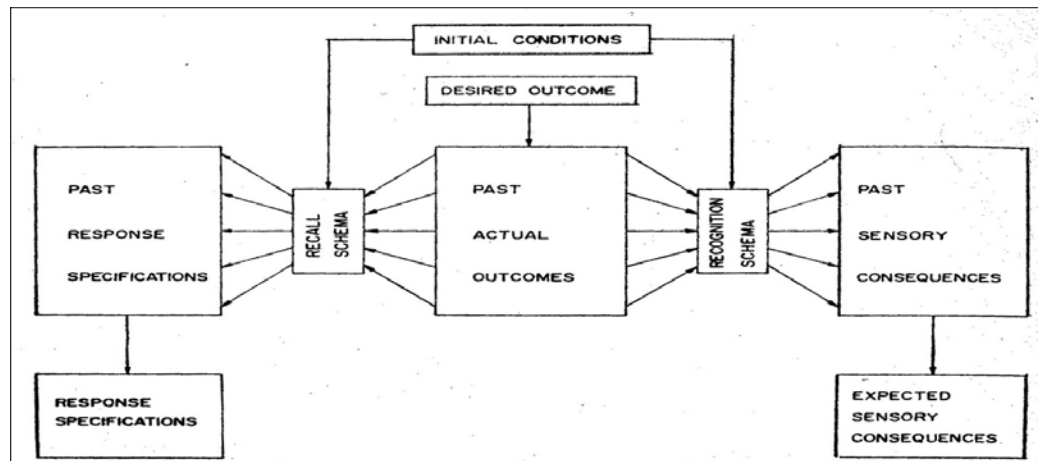 INITIAL CONDITIONS
DESIRED OUTCOME
PAST
RESPONSE
SPECIFICATIONS
RECALL
SCHEMA
PAST
ACTUAL
OUTCOMES
RECOGNITION
SCHEMA
PAST
SENSORY
CONSEQUENCES
RESPONSE
SPECIFICATIONS
EXPECTED
SENSORY
CONSEQUENCES